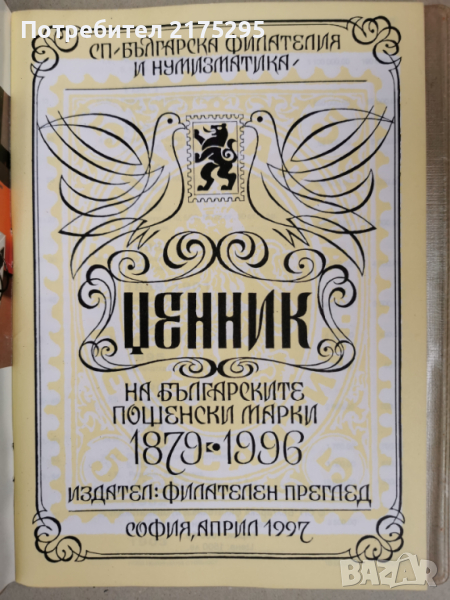 Потребител 2175295
СП "БЪЛГАРСКА ФИЛАТЕЛИЯ
И НУМИЗМАТИКА"
ЦЕННИК
НА БЪЛГАРСКИТЕ
ПОЩЕНСКИ МАРКИ
1879•1996
ИЗДАТЕЛ: ФИЛАТЕЛЕН ПРЕГЛЕД
СОФИЯ, АПРИЛ 1997
BAZAR